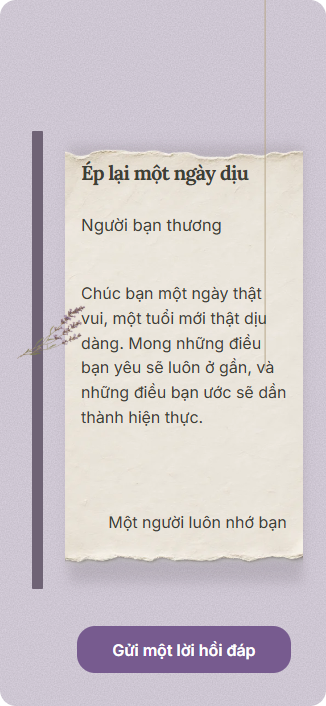 Ép lại một ngày dịu
Người bạn thương
Chúc bạn một ngày thật
vui, một tuổi mới thật dịu
dàng. Mong những điều
bạn yêu sẽ luôn ở gần, và
những điều bạn ước sẽ dần
thành hiện thực.
Một người luôn nhớ bạn
Gửi một lời hồi đáp